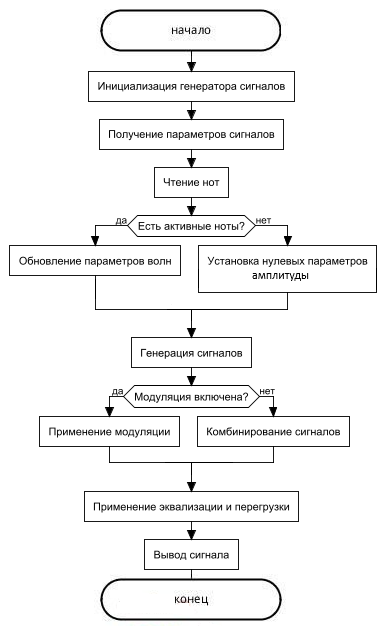 начало
Инициализация генератора сигналов
Получение параметров сигналов
Чтение нот
да
Есть активные ноты?
нет
Обновление параметров волн
Установка нулевых параметров
амплитуды
Генерация сигналов
да
Модуляция включена?
нет
Применение модуляции
Комбинирование сигналов
Применение эквализации и перегрузки
Вывод сигнала
конец